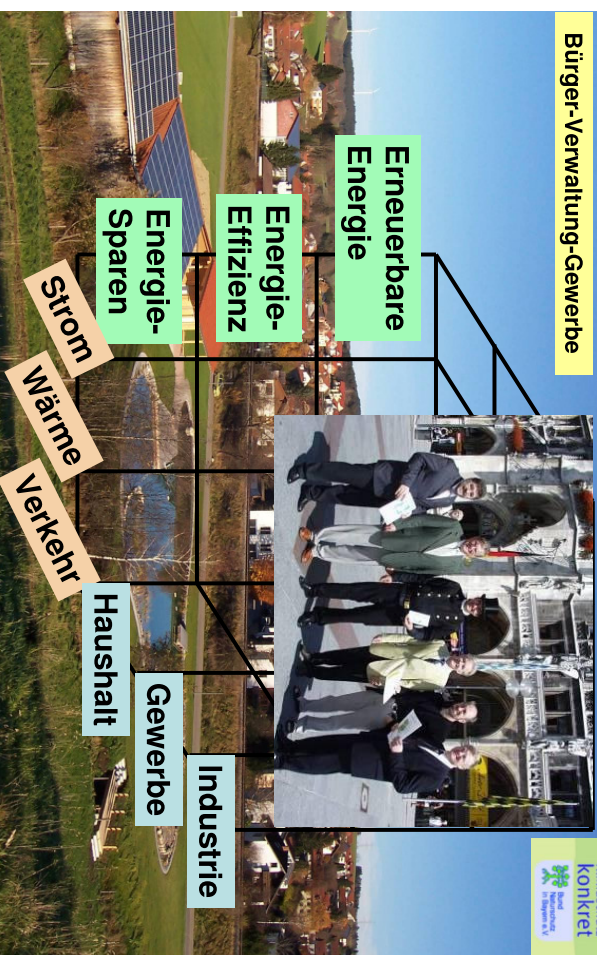 Bürger-Verwaltung-Gewerbe
Erneuerbare
Energie
Energie-
Effizienz
Energie-
Sparen
Strom
Wärme
Verkehr
Haushalt
Gewerbe
Industrie
konkret
Bund
Naturschutz
in Bayern e.V.